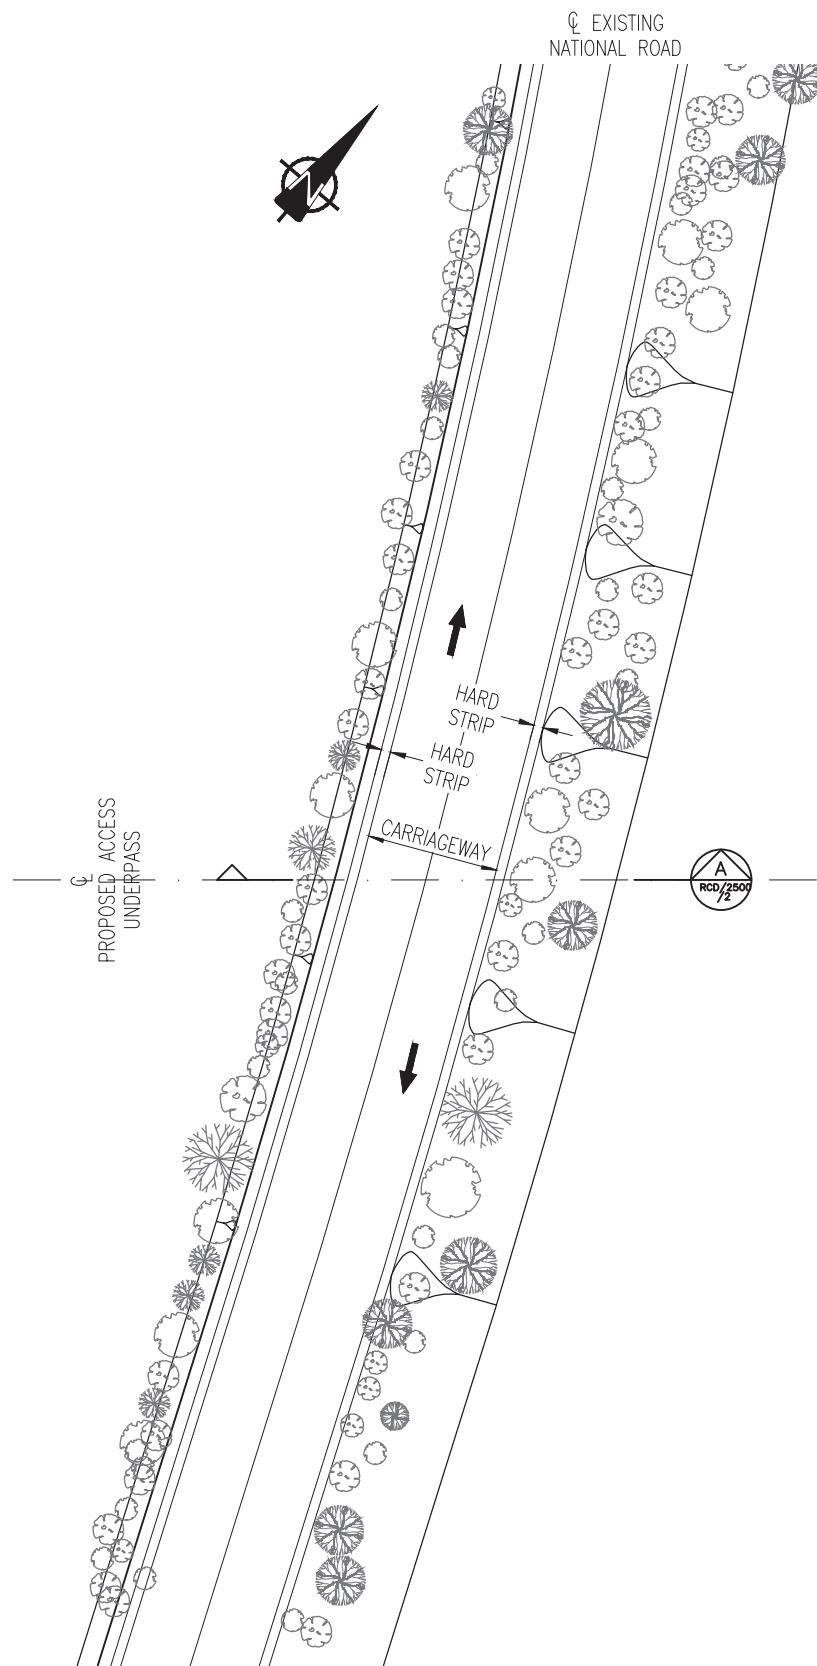 ℄ EXISTING
NATIONAL ROAD
N
HARD
STRIP
HARD
STRIP
CARRIAGEWAY
℄
PROPOSED ACCESS
UNDERPASS
A
RCD/2500
/2